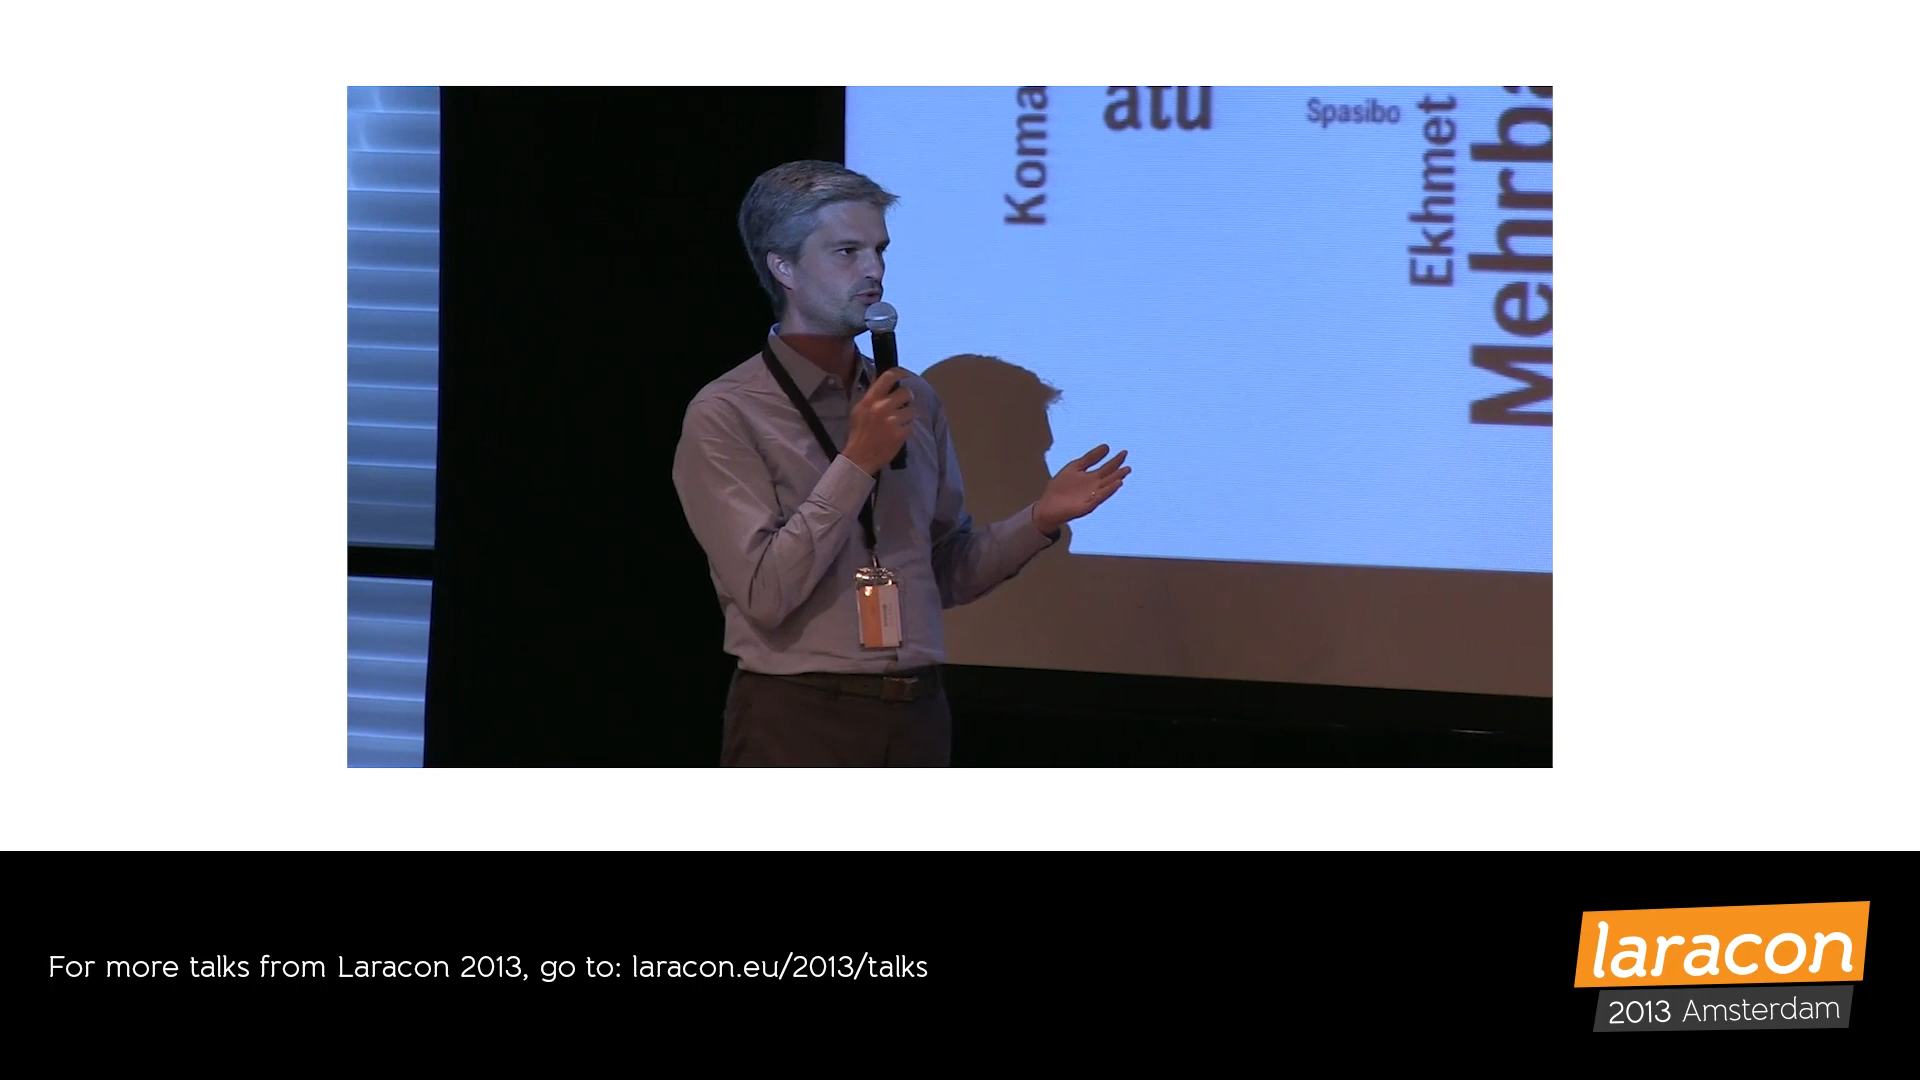 Koma
atu
Spasibo
Ekhmet
Mehrba
For more talks from Laracon 2013, go to: laracon.eu/2013/talks
laracon
2013 Amsterdam